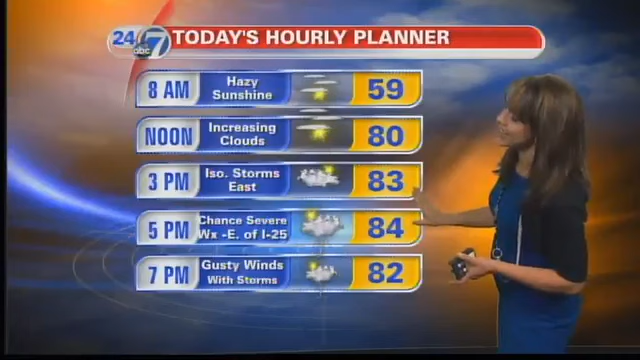 24
abc 7
TODAY'S HOURLY PLANNER
8 AM
Hazy
Sunshine
59
NOON
Increasing
Clouds
80
3 PM
Iso. Storms
East
83
5 PM
Chance Severe
Wx -E. of I-25
84
7 PM
Gusty Winds
With Storms
82